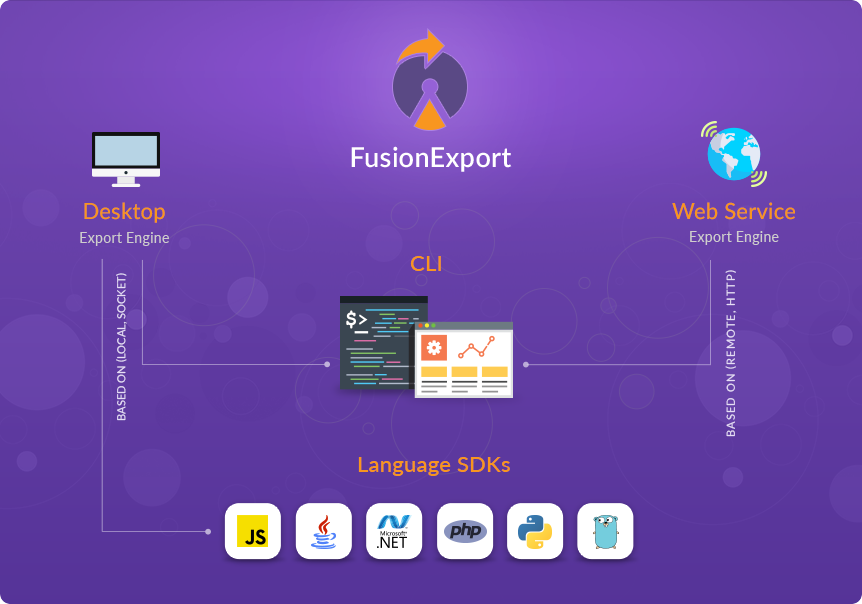 FusionExport
Desktop
Export Engine
Web Service
Export Engine
CLI
$>
BASED ON (LOCAL, SOCKET)
BASED ON (REMOTE, HTTP)
Language SDKs
JS
Java
Microsoft®
.NET
php